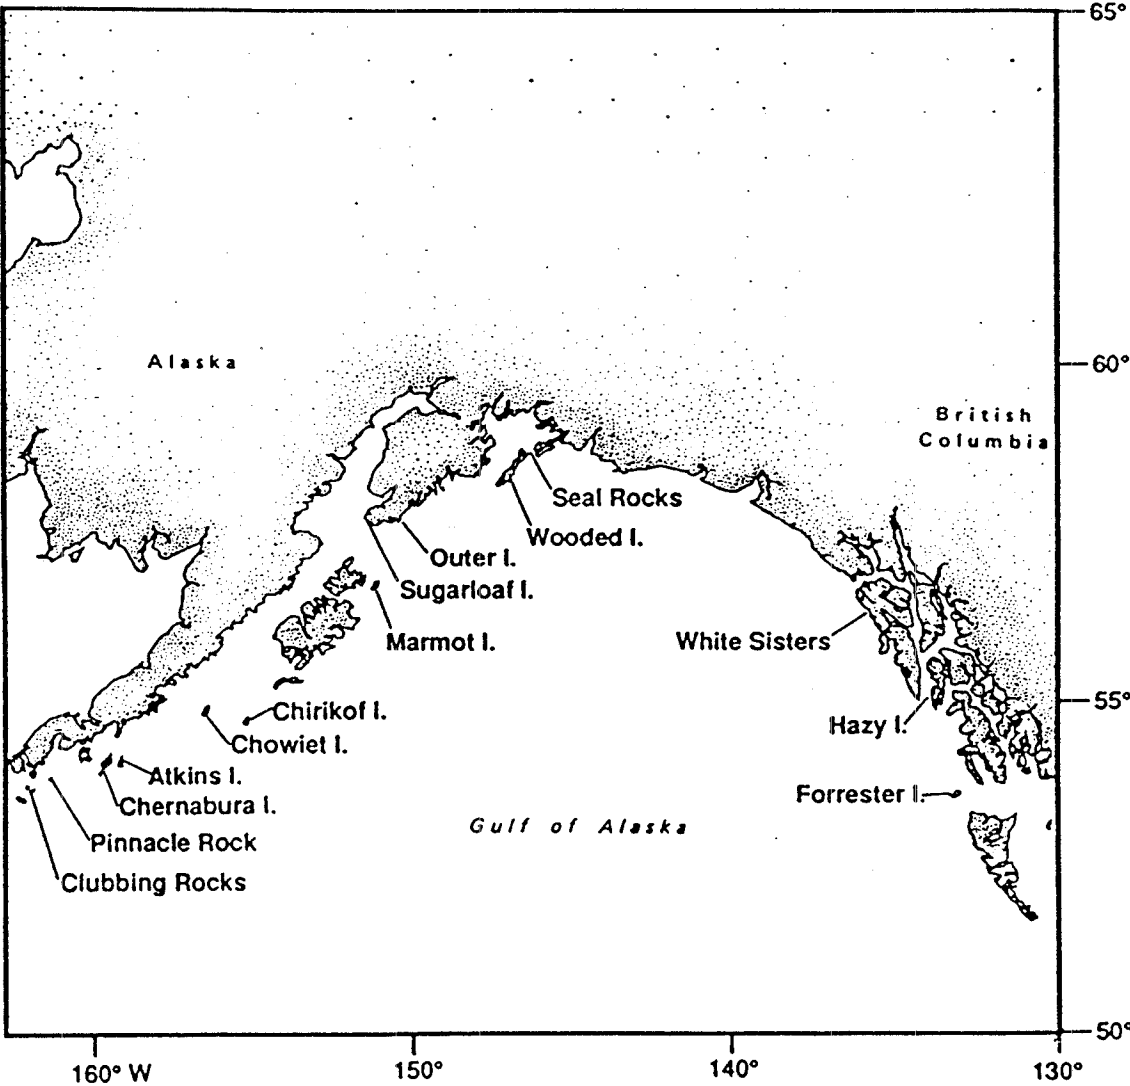 65°
Alaska
60°
British
Columbia
Seal Rocks
Wooded I.
Outer I.
Sugarloaf I.
Marmot I.
White Sisters
55°
Chirikof I.
Hazy I.
Chowiet I.
Atkins I.
Chernabura I.
Forrester I.
Gulf of Alaska
Pinnacle Rock
Clubbing Rocks
50°
160° W
150°
140°
130°